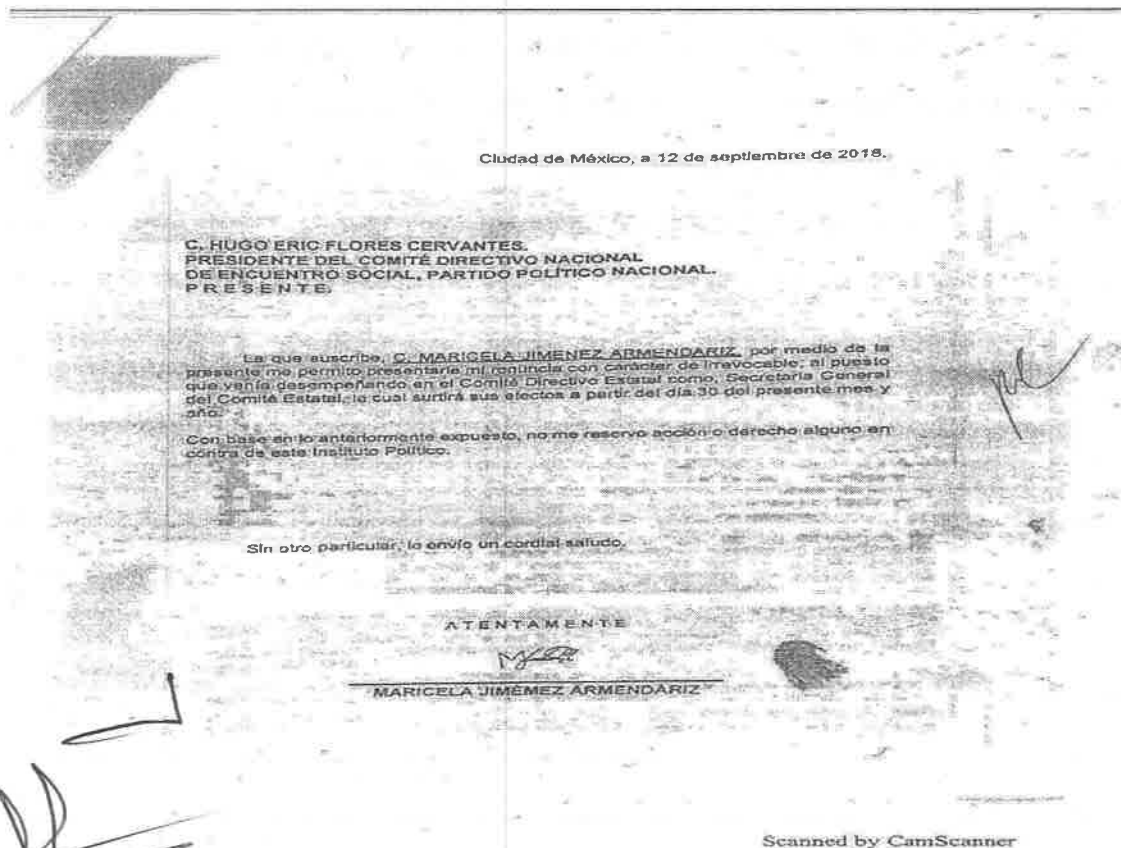 Ciudad de México, a 12 de septiembre de 2018.
C. HUGO ERIC FLORES CERVANTES.
PRESIDENTE DEL COMITÉ DIRECTIVO NACIONAL
DE ENCUENTRO SOCIAL, PARTIDO POLÍTICO NACIONAL.
P R E S E N T E.
La que suscribe, C. MARICELA JIMENEZ ARMENDARIZ, por medio de la
presente me permito presentarle mi renuncia con carácter de irrevocable, al puesto
que venía desempeñando en el Comité Directivo Estatal como, Secretaria General
del Comité Estatal, lo cual surtirá sus efectos a partir del día 30 del presente mes y
año.
Con base en lo anteriormente expuesto, no me reservo acción o derecho alguno en
contra de este Instituto Político.
Sin otro particular, le envío un cordial saludo.
A T E N T A M E N T E
MARICELA JIMÉMEZ ARMENDÁRIZ
Scanned by CamScanner